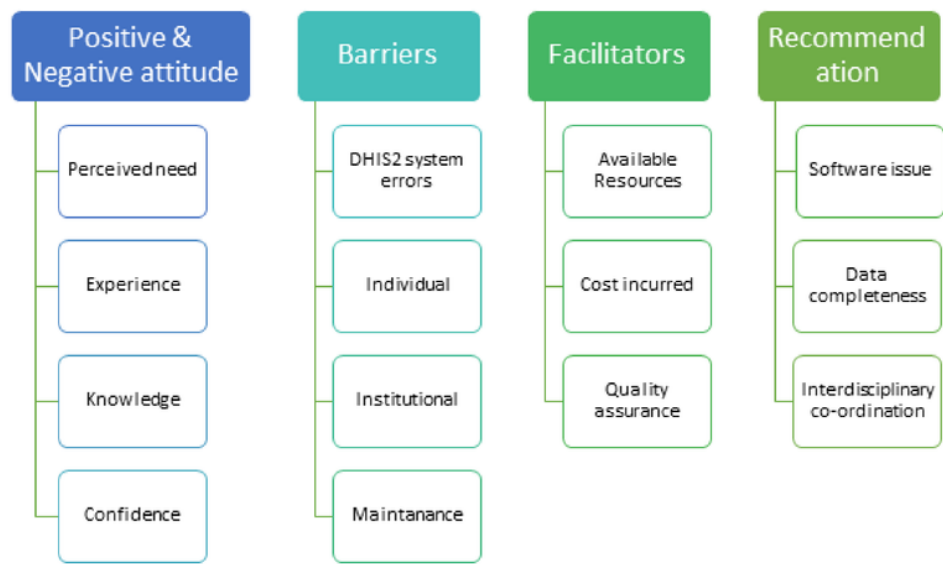 Positive &
Negative attitude
Perceived need
Experience
Knowledge
Confidence
Barriers
DHIS2 system
errors
Individual
Institutional
Maintanance
Facilitators
Available
Resources
Cost incurred
Quality
assurance
Recommend
ation
Software issue
Data
completeness
Interdisciplinary
co-ordination